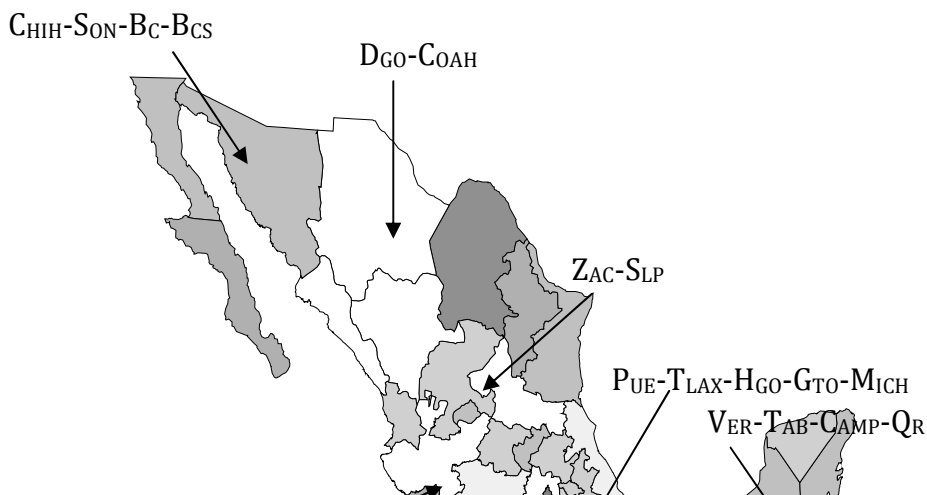 CHIH-SON-BC-BCS
DGO-COAH
ZAC-SLP
PUE-TLAX-HGO-GTO-MICH
VER-TAB-CAMP-QR